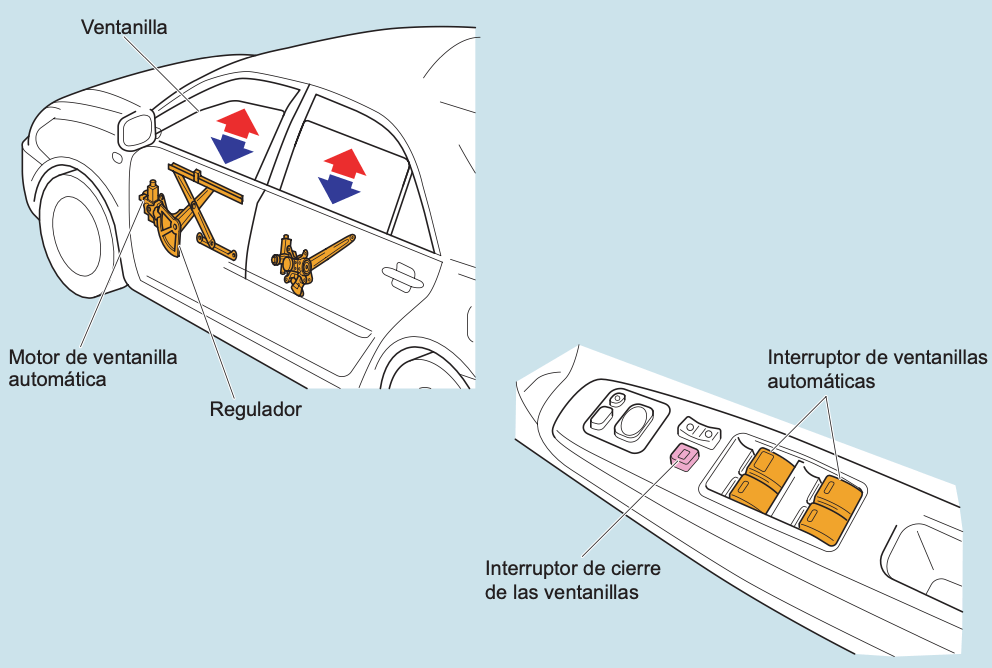 Ventanilla
Motor de ventanilla
automática
Regulador
Interruptor de ventanillas
automáticas
Interruptor de cierre
de las ventanillas